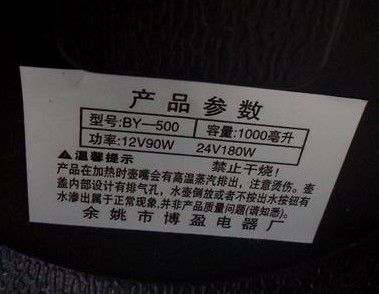 产品参数
型号:BY—500 容量:1000毫升
功率:12V90W 24V180W
⚠温馨提示 禁止干烧!
产品在加热时壶嘴会有高温蒸汽排出，注意烫伤。壶
盖内部设计有排气孔，水壶倒放或者不按出水按钮有
水渗出属于正常现象,并非产品质量问题(请知悉)。
余姚市博盈电器厂